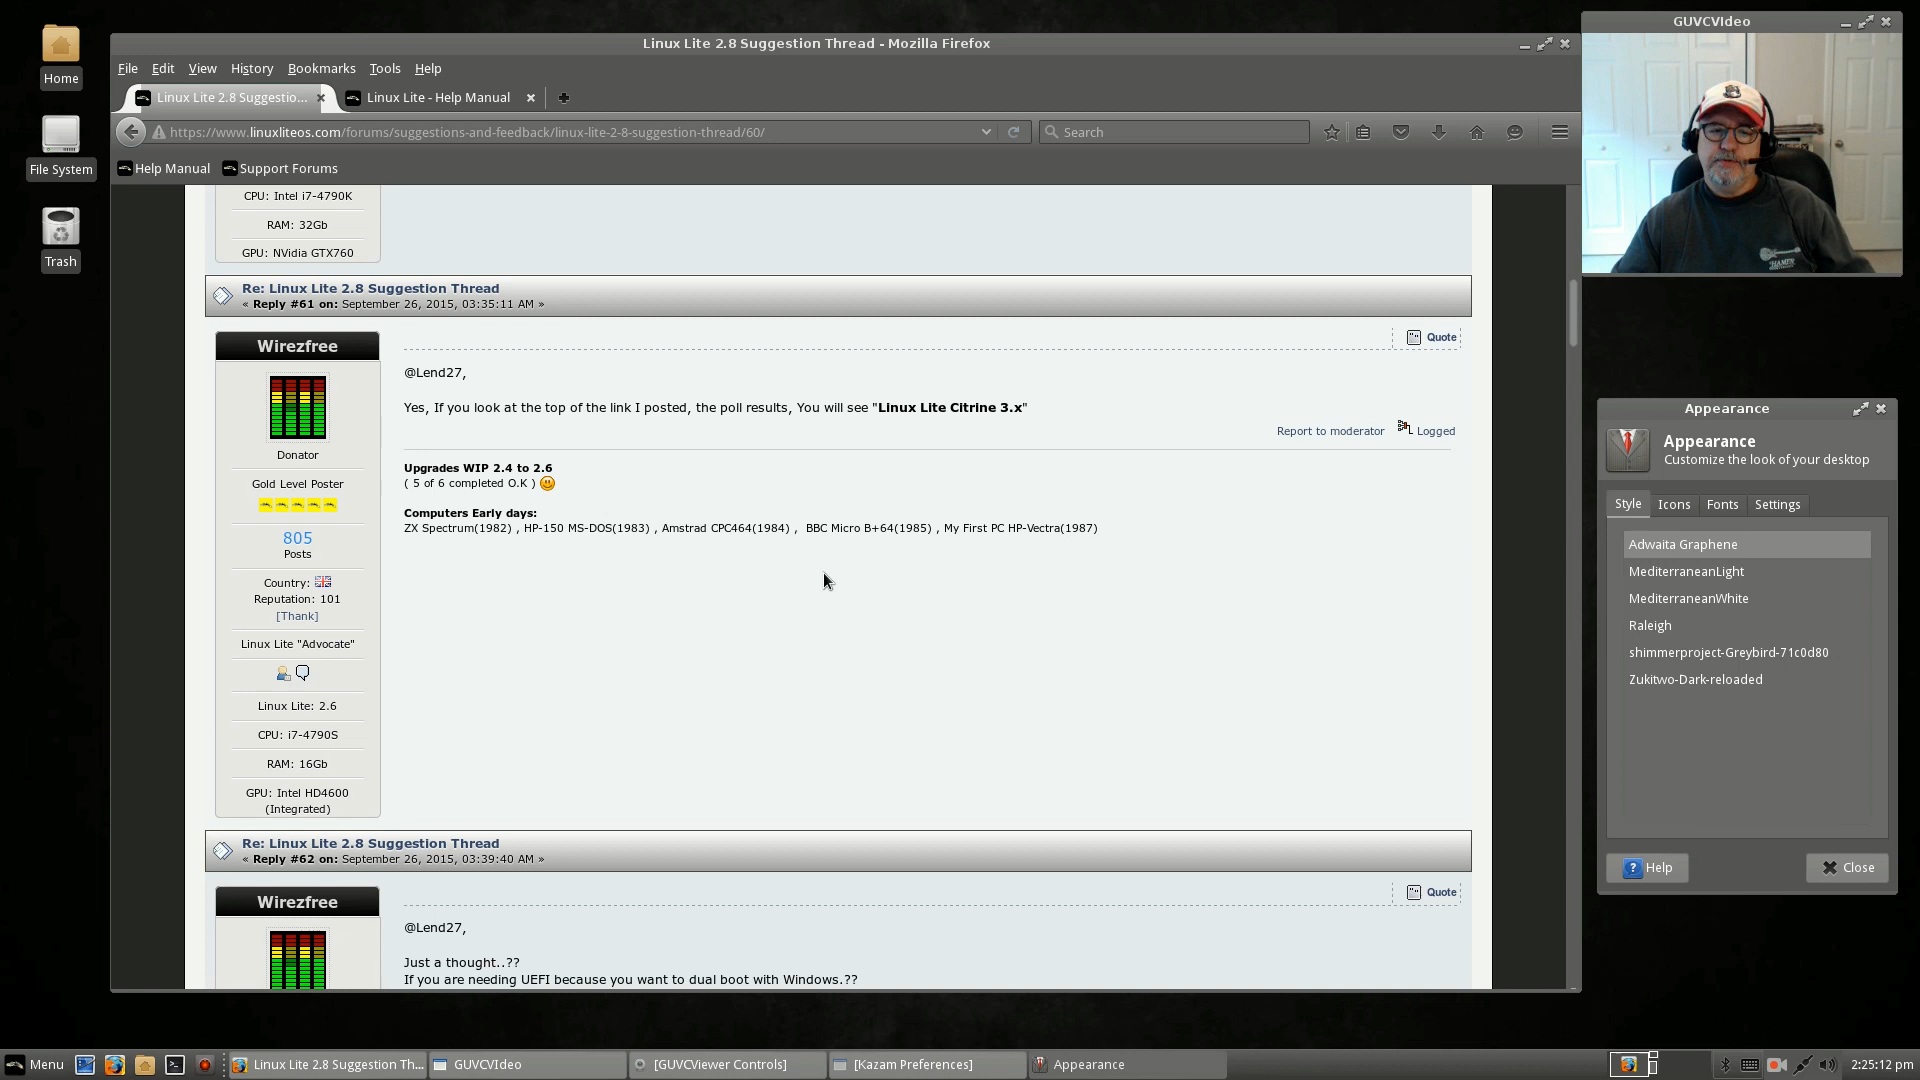 Home
File System
Trash
Linux Lite 2.8 Suggestion Thread - Mozilla Firefox
File Edit View History Bookmarks Tools Help
Linux Lite 2.8 Suggestio...
Linux Lite - Help Manual
https://www.linuxliteos.com/forums/suggestions-and-feedback/linux-lite-2-8-suggestion-thread/60/
Search
Help Manual
Support Forums
CPU: Intel i7-4790K
RAM: 32Gb
GPU: NVidia GTX760
Re: Linux Lite 2.8 Suggestion Thread
« Reply #61 on: September 26, 2015, 03:35:11 AM »
Wirezfree
Donator
Gold Level Poster
805
Posts
Country:
Reputation: 101
[Thank]
Linux Lite "Advocate"
Linux Lite: 2.6
CPU: i7-4790S
RAM: 16Gb
GPU: Intel HD4600
(Integrated)
Quote
@Lend27,
Yes, If you look at the top of the link I posted, the poll results, You will see "Linux Lite Citrine 3.x"
Report to moderator
Logged
Upgrades WIP 2.4 to 2.6
( 5 of 6 completed O.K )
Computers Early days:
ZX Spectrum(1982) , HP-150 MS-DOS(1983) , Amstrad CPC464(1984) , BBC Micro B+64(1985) , My First PC HP-Vectra(1987)
Re: Linux Lite 2.8 Suggestion Thread
« Reply #62 on: September 26, 2015, 03:39:40 AM »
Wirezfree
Quote
@Lend27,
Just a thought..??
If you are needing UEFI because you want to dual boot with Windows.??
GUVCVIdeo
HAMER
Appearance
Appearance
Customize the look of your desktop
Style
Icons
Fonts
Settings
Adwaita Graphene
MediterraneanLight
MediterraneanWhite
Raleigh
shimmerproject-Greybird-71c0d80
Zukitwo-Dark-reloaded
Help
Close
Menu
Linux Lite 2.8 Suggestion Th...
GUVCVIdeo
[GUVCViewer Controls]
[Kazam Preferences]
Appearance
2:25:12 pm